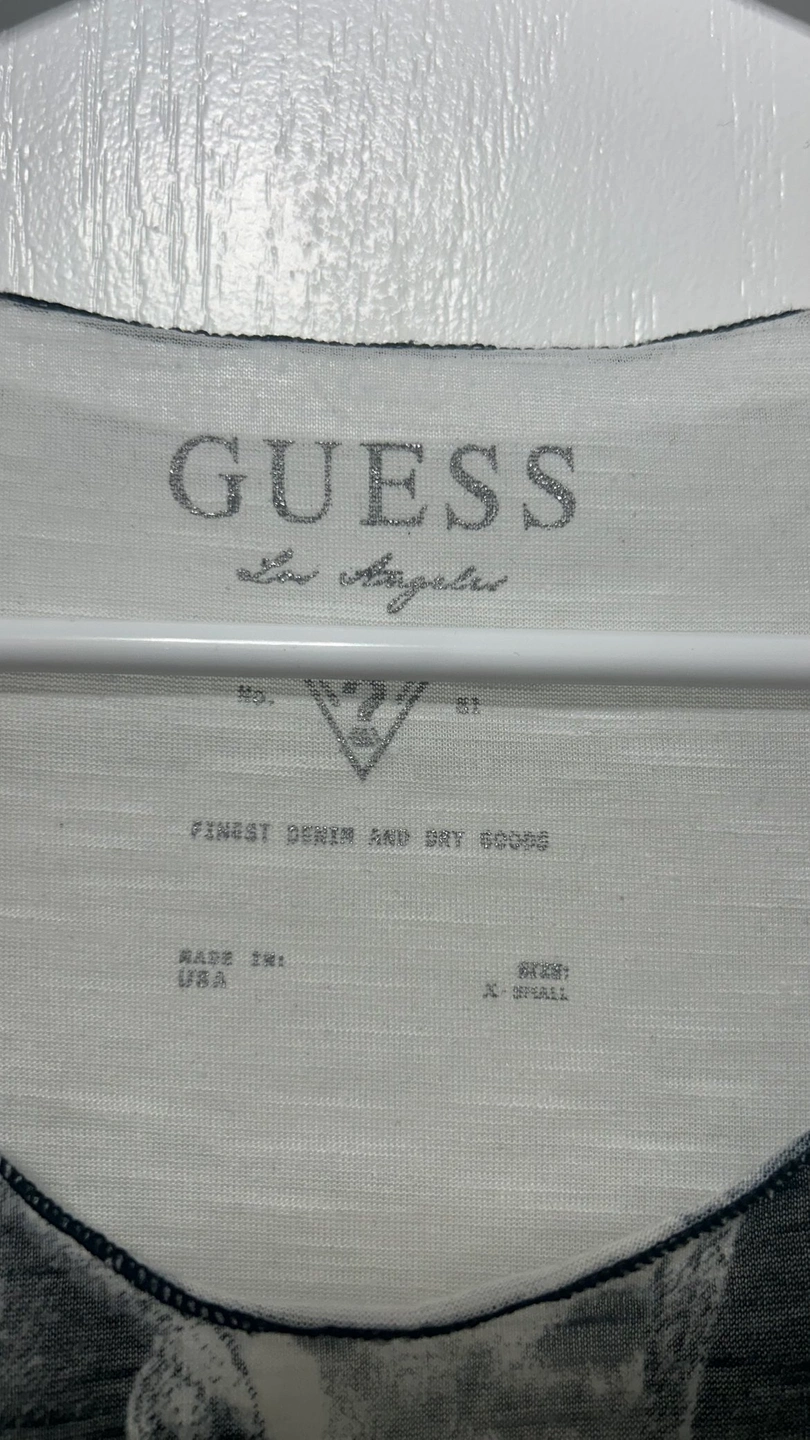 GUESS
Los Angeles
No. ? 81
FINEST DENIM AND DRY GOODS
MADE IN:
USA
SIZE:
X-SMALL